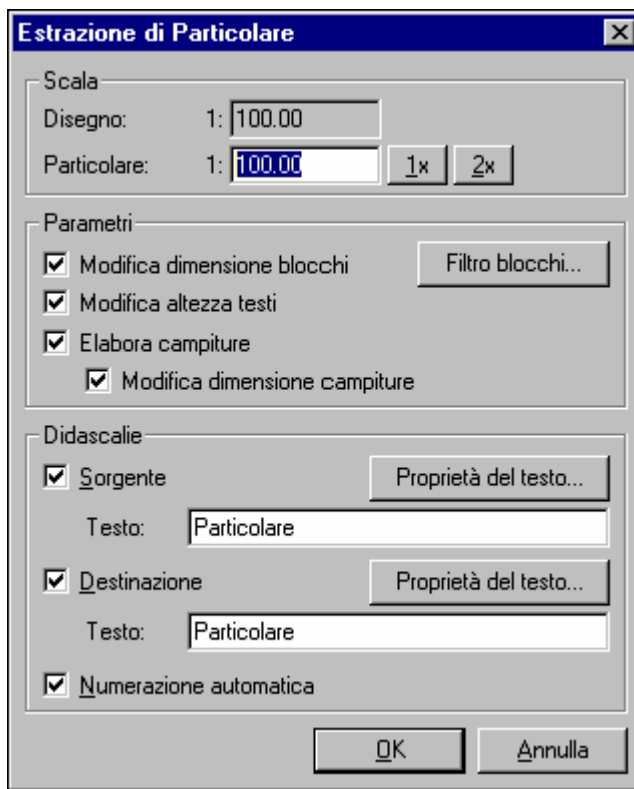 Estrazione di Particolare
Scala
Disegno: 1: 100.00
Particolare: 1: 100.00 1x 2x
Parametri
Modifica dimensione blocchi Filtro blocchi...
Modifica altezza testi
Elabora campiture
Modifica dimensione campiture
Didascalie
Sorgente Proprietà del testo...
Testo: Particolare
Destinazione Proprietà del testo...
Testo: Particolare
Numerazione automatica
OK Annulla